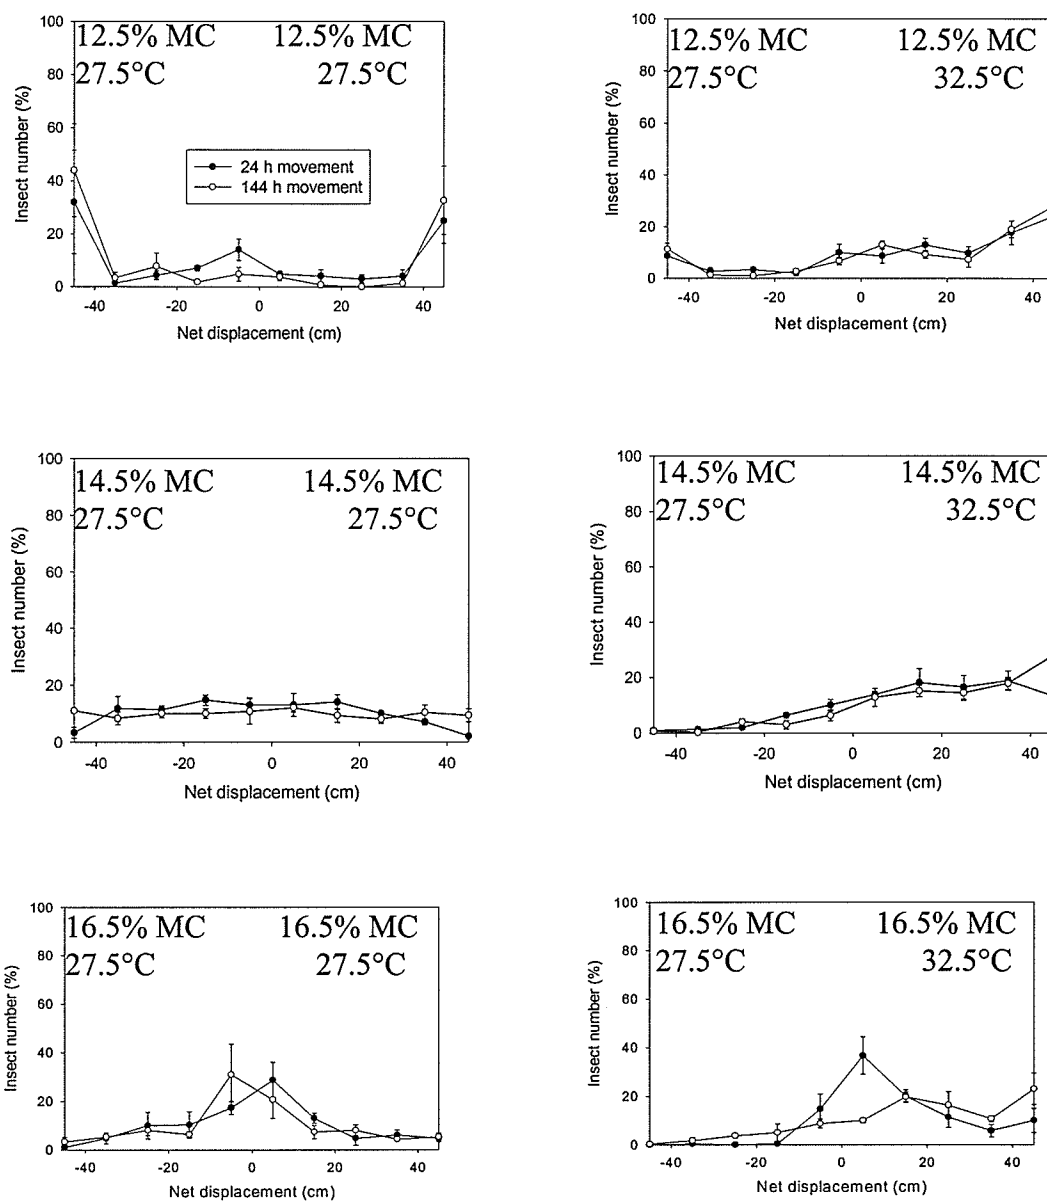 100
80
60
40
20
0
Insect number (%)
12.5% MC 12.5% MC
27.5°C 27.5°C
24 h movement
144 h movement
-40 -20 0 20 40
Net displacement (cm)
100
80
60
40
20
0
Insect number (%)
12.5% MC 12.5% MC
27.5°C 32.5°C
-40 -20 0 20 40
Net displacement (cm)
100
80
60
40
20
0
Insect number (%)
14.5% MC 14.5% MC
27.5°C 27.5°C
-40 -20 0 20 40
Net displacement (cm)
100
80
60
40
20
0
Insect number (%)
14.5% MC 14.5% MC
27.5°C 32.5°C
-40 -20 0 20 40
Net displacement (cm)
100
80
60
40
20
0
Insect number (%)
16.5% MC 16.5% MC
27.5°C 27.5°C
-40 -20 0 20 40
Net displacement (cm)
100
80
60
40
20
0
Insect number (%)
16.5% MC 16.5% MC
27.5°C 32.5°C
-40 -20 0 20 40
Net displacement (cm)